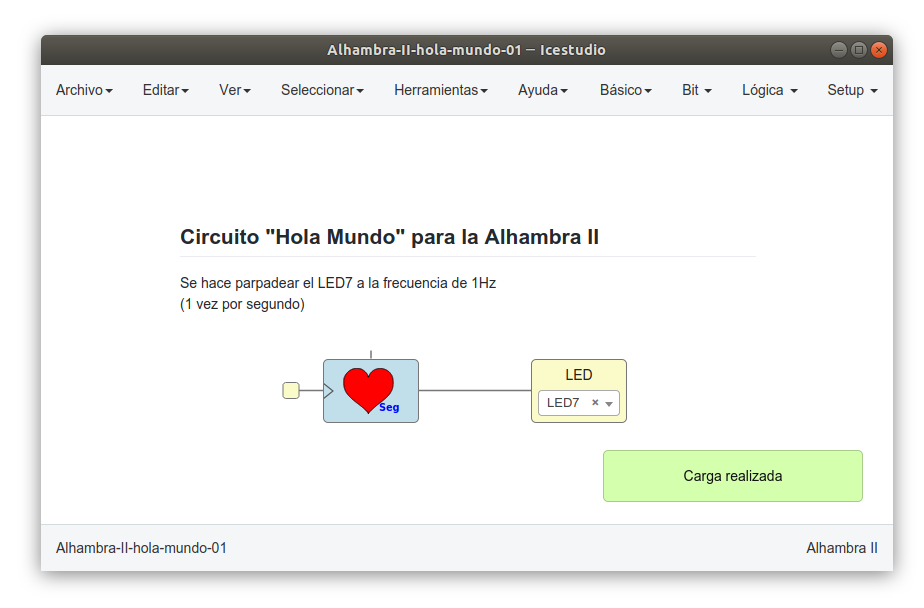 Alhambra-II-hola-mundo-01 – Icestudio
Archivo Editar Ver Seleccionar Herramientas Ayuda Básico Bit Lógica Setup
Circuito "Hola Mundo" para la Alhambra II
Se hace parpadear el LED7 a la frecuencia de 1Hz
(1 vez por segundo)
Seg
LED
LED7
Carga realizada
Alhambra-II-hola-mundo-01 Alhambra II